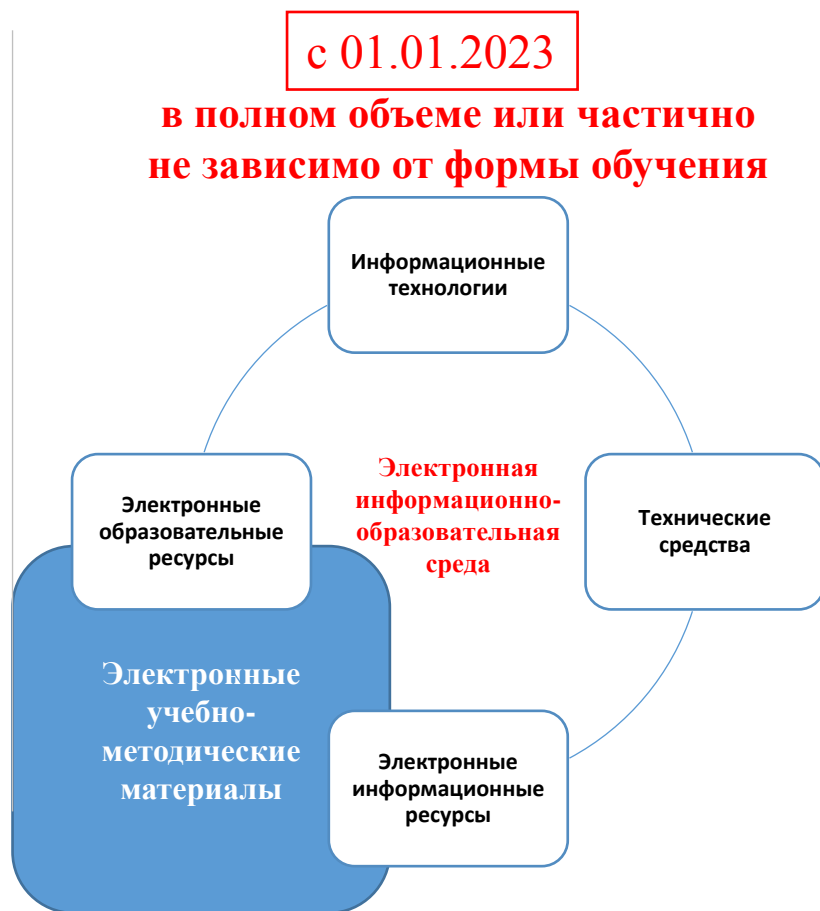 с 01.01.2023
в полном объеме или частично
не зависимо от формы обучения
Информационные
технологии
Электронные
образовательные
ресурсы
Электронная
информационно-
образовательная
среда
Технические
средства
Электронные
учебно-
методические
материалы
Электронные
информационные
ресурсы